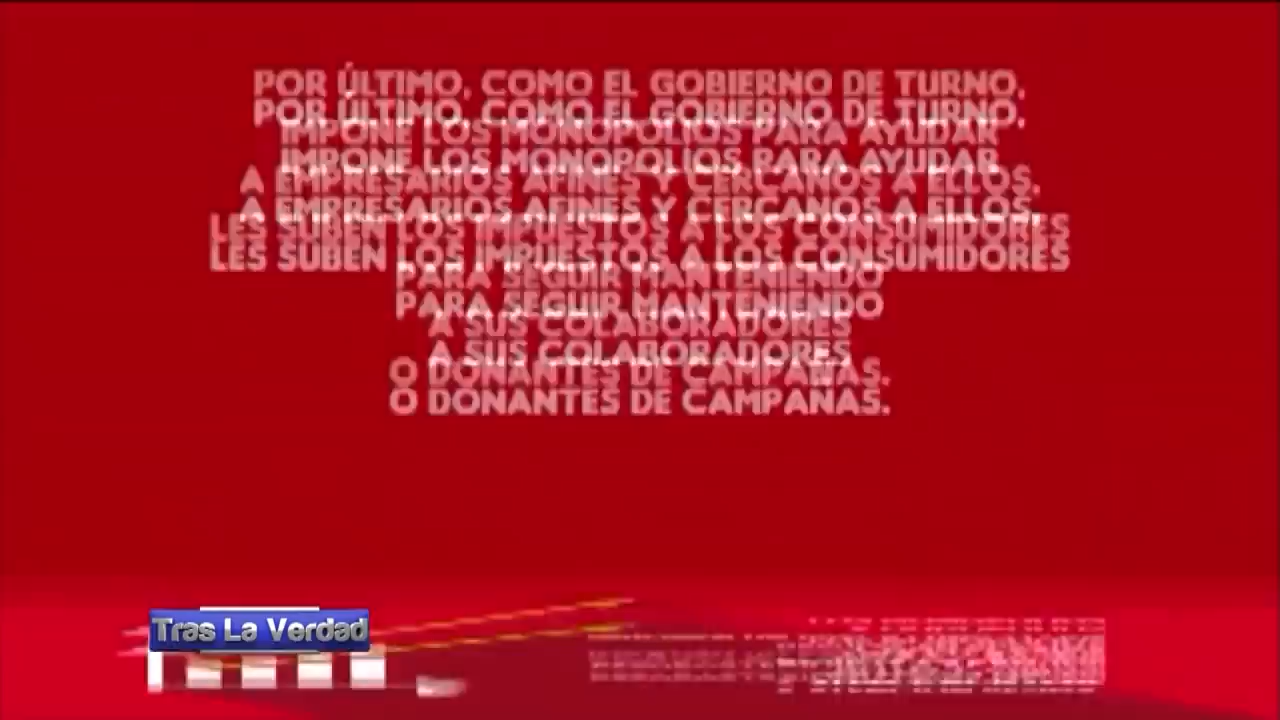 POR ÚLTIMO, COMO EL GOBIERNO DE TURNO,
IMPONE LOS MONOPOLIOS PARA AYUDAR
A EMPRESARIOS AFINES Y CERCANOS A ELLOS.
LES SUBEN LOS IMPUESTOS A LOS CONSUMIDORES
PARA SEGUIR MANTENIENDO
A SUS COLABORADORES
O DONANTES DE CAMPAÑAS.
Tras La Verdad